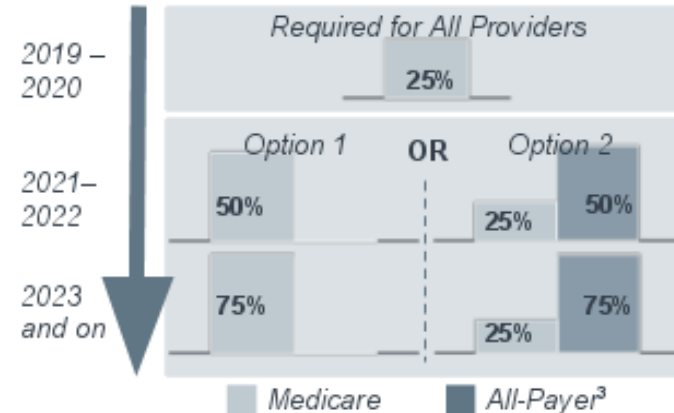 Required for All Providers
2019 –
2020
25%
Option 1
OR
Option 2
2021–
2022
50%
25%
50%
2023
and on
75%
25%
75%
Medicare
All-Payer³